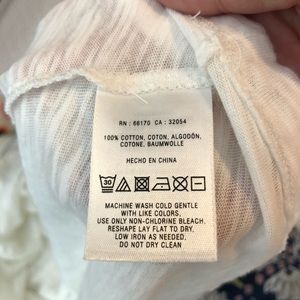 RN : 66170 CA : 32054
100% COTTON, COTON, ALGODÓN,
COTONE, BAUMWOLLE
HECHO EN CHINA
30
MACHINE WASH COLD GENTLE
WITH LIKE COLORS.
USE ONLY NON-CHLORINE BLEACH.
RESHAPE LAY FLAT TO DRY.
LOW IRON AS NEEDED.
DO NOT DRY CLEAN